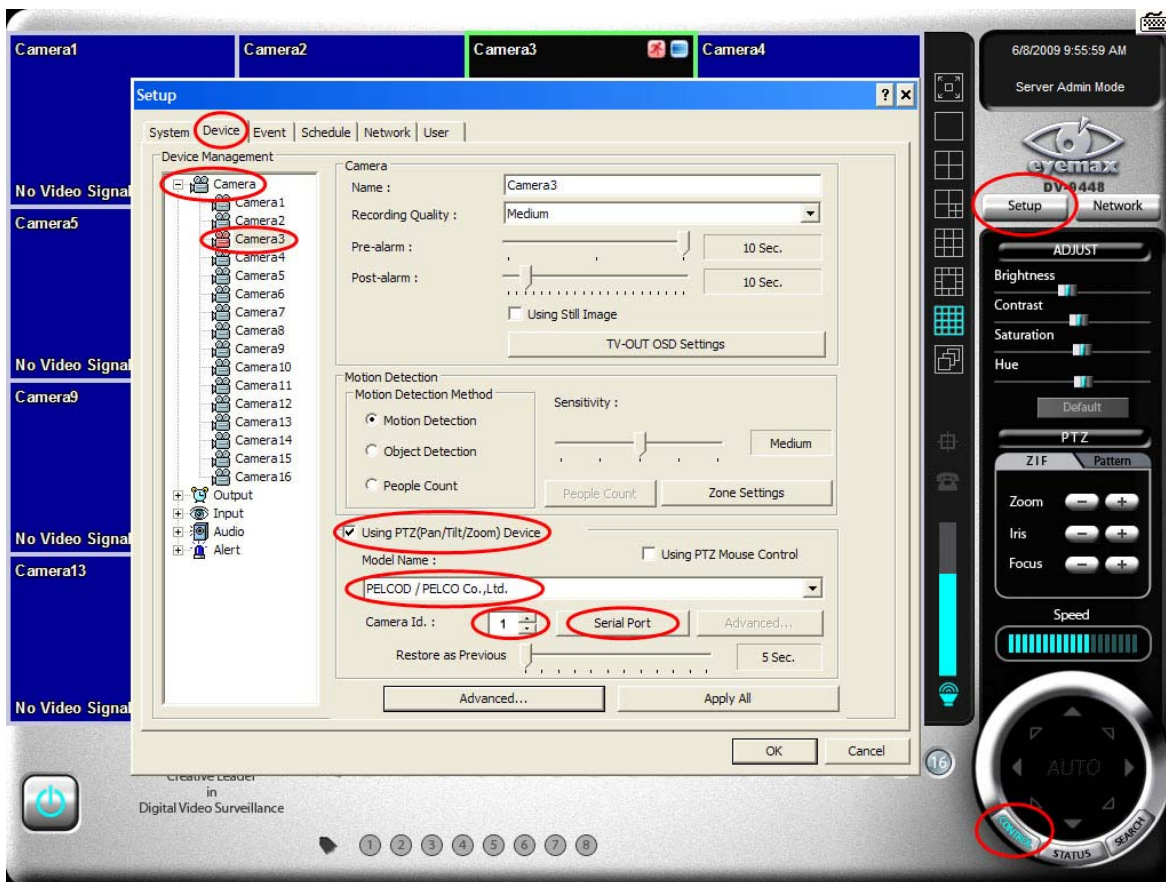 Camera1
Camera2
Camera3
Camera4
6/8/2009 9:55:59 AM
Server Admin Mode
eyemax
DV-9448
Setup
Network
No Video Signal
Camera5
No Video Signal
Camera9
No Video Signal
Camera13
No Video Signal
Setup
System
Device
Event
Schedule
Network
User
Device Management
Camera
Camera1
Camera2
Camera3
Camera4
Camera5
Camera6
Camera7
Camera8
Camera9
Camera10
Camera11
Camera12
Camera13
Camera14
Camera15
Camera16
Output
Input
Audio
Alert
Camera
Name :
Camera3
Recording Quality :
Medium
Pre-alarm :
10 Sec.
Post-alarm :
10 Sec.
Using Still Image
TV-OUT OSD Settings
Motion Detection
Motion Detection Method
Motion Detection
Object Detection
People Count
Sensitivity :
Medium
People Count
Zone Settings
Using PTZ(Pan/Tilt/Zoom) Device
Using PTZ Mouse Control
Model Name :
PELCOD / PELCO Co.,Ltd.
Camera Id. :
1
Serial Port
Advanced...
Restore as Previous
5 Sec.
Advanced...
Apply All
OK
Cancel
ADJUST
Brightness
Contrast
Saturation
Hue
Default
PTZ
ZIF
Pattern
Zoom
Iris
Focus
Speed
AUTO
CONTROL
STATUS
SEARCH
16
Creative Leader
in
Digital Video Surveillance
1 2 3 4 5 6 7 8